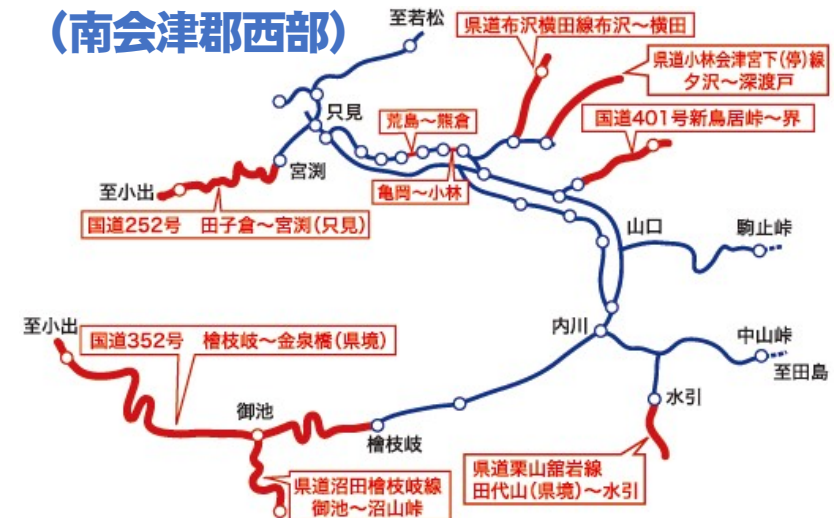 (南会津郡西部)
至若松
県道布沢横田線布沢～横田
県道小林会津宮下(停)線
夕沢～深渡戸
只見
荒島～熊倉
国道401号新鳥居峠～界
宮渕
至小出
亀岡～小林
国道252号　田子倉～宮渕(只見)
山口
駒止峠
至小出
国道352号　檜枝岐～金泉橋(県境)
内川
中山峠
至田島
御池
水引
檜枝岐
県道沼田檜枝岐線
御池～沼山峠
県道栗山舘岩線
田代山(県境)～水引